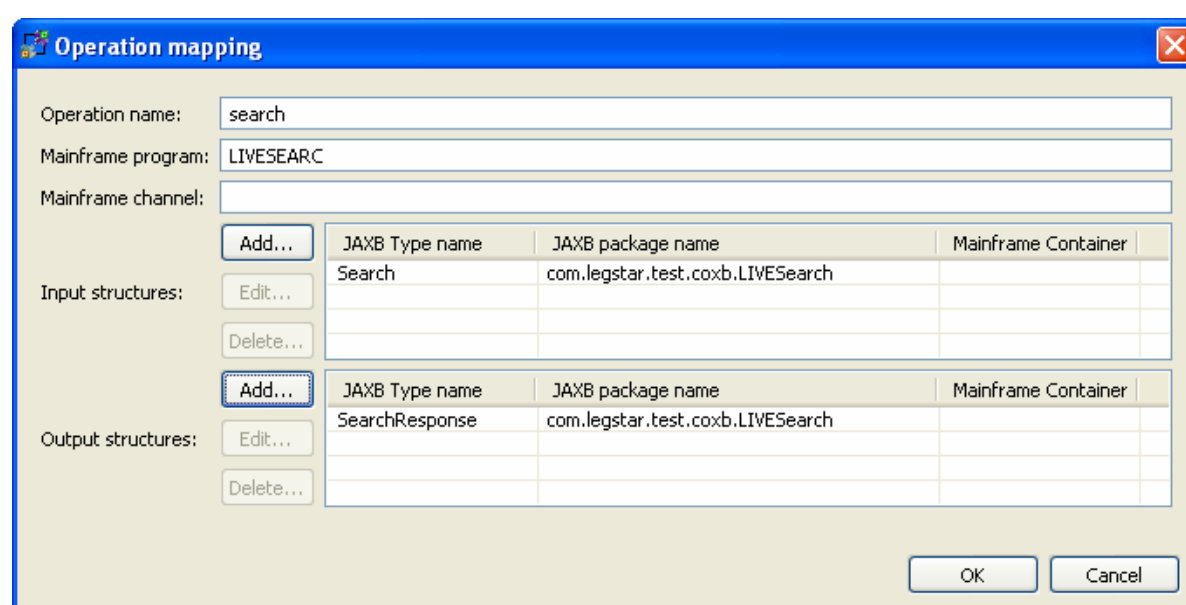 Operation mapping
Operation name: search
Mainframe program: LIVESEARC
Mainframe channel:
Add... JAXB Type name JAXB package name Mainframe Container
Search com.legstar.test.coxb.LIVESearch
Input structures: Edit...
Delete...
Add... JAXB Type name JAXB package name Mainframe Container
SearchResponse com.legstar.test.coxb.LIVESearch
Output structures: Edit...
Delete...
OK Cancel